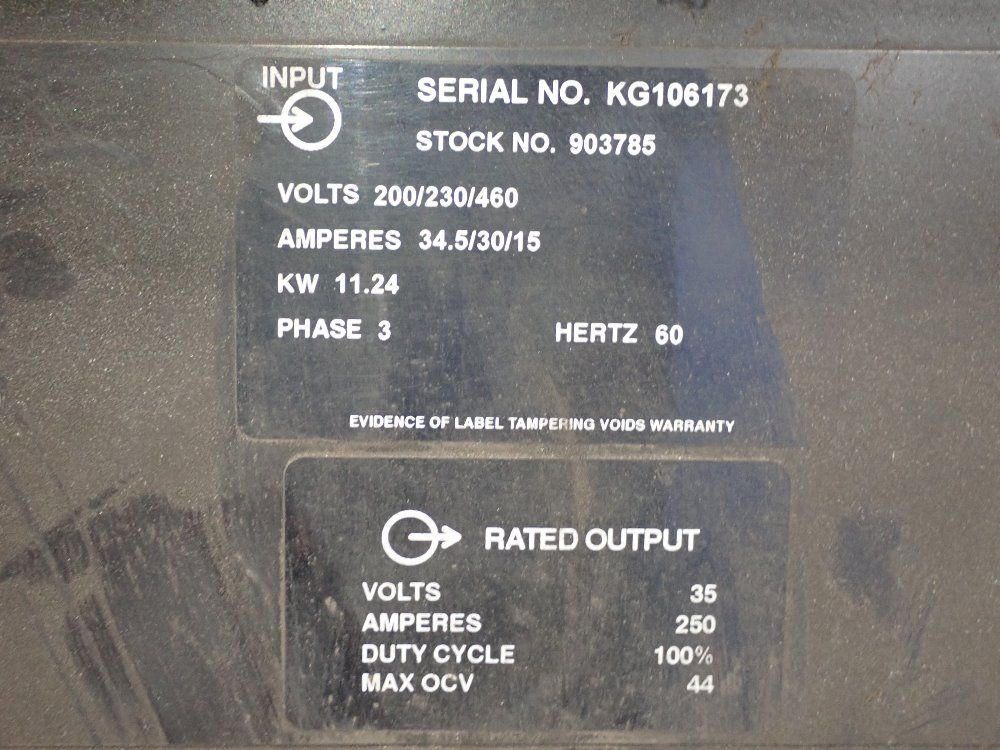 INPUT
SERIAL NO. KG106173
STOCK NO. 903785
VOLTS 200/230/460
AMPERES 34.5/30/15
KW 11.24
PHASE 3 HERTZ 60
EVIDENCE OF LABEL TAMPERING VOIDS WARRANTY
RATED OUTPUT
VOLTS 35
AMPERES 250
DUTY CYCLE 100%
MAX OCV 44